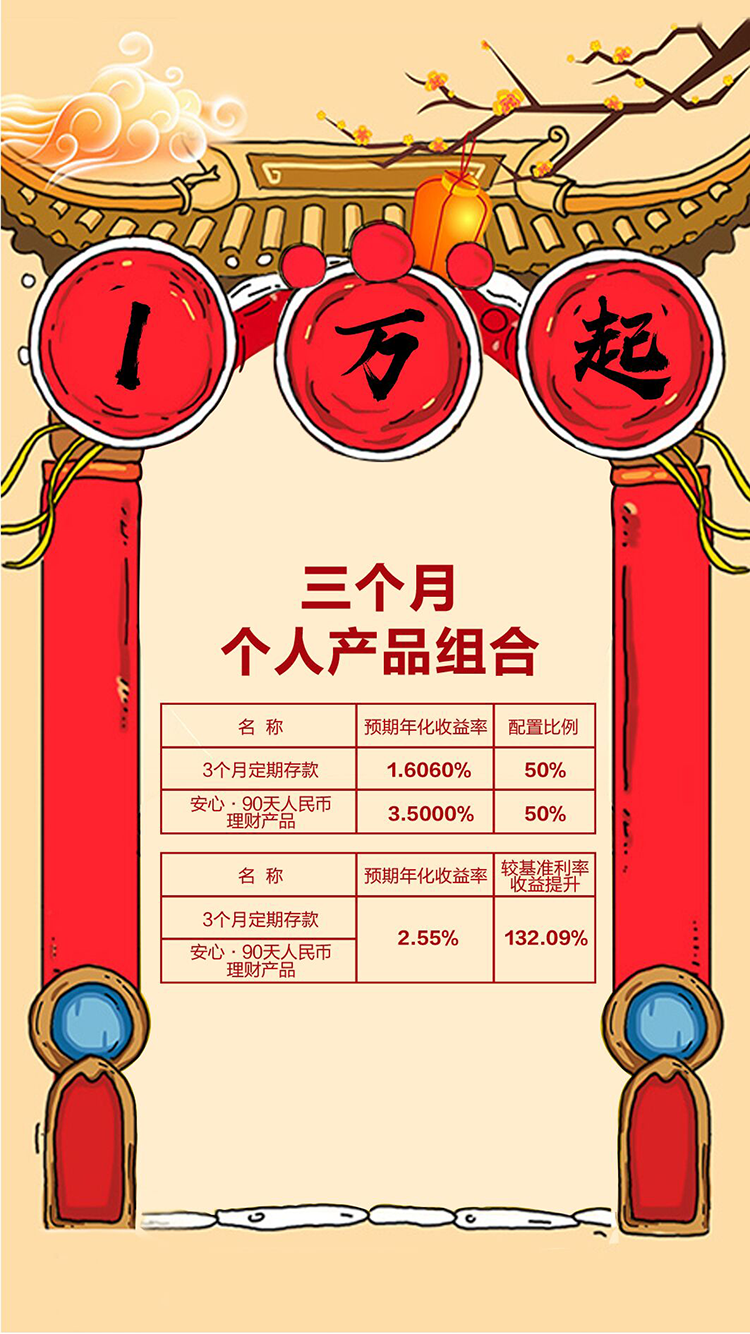 1万起
三个月
个人产品组合
名 称 预期年化收益率 配置比例
3个月定期存款 1.6060% 50%
安心·90天人民币
理财产品 3.5000% 50%
名 称 预期年化收益率 较基准利率
收益提升
3个月定期存款 2.55% 132.09%
安心·90天人民币
理财产品